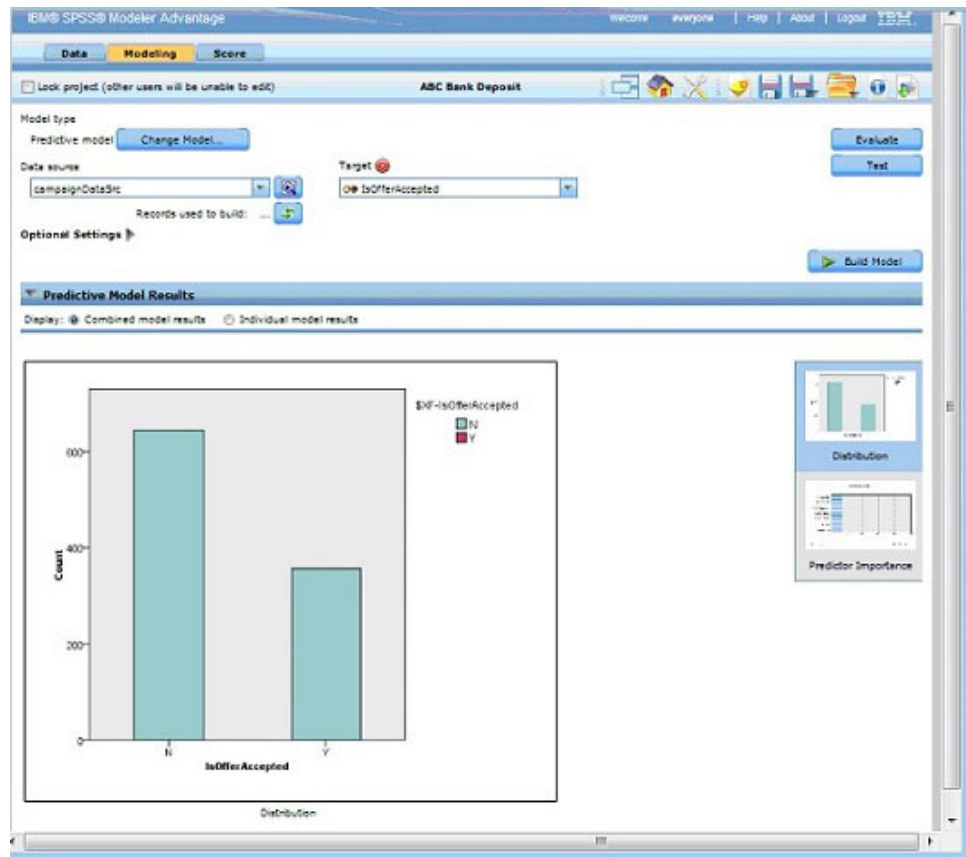 IBM® SPSS® Modeler Advantage
Welcome everyone | Help | About | Logout IBM.
Data Modeling Score
Lock project (other users will be unable to edit) ABC Bank Deposit
Model type
Predictive model Change Model... Evaluate
Data source Target Test
campaignDataSrc IsOfferAccepted
Records used to build: ...
Optional Settings
Build Model
Predictive Model Results
Display: Combined model results Individual model results
$XF-IsOfferAccepted
N
Y
600
400
200
0
Count
N Y
IsOfferAccepted
Distribution
Distribution
Predictor Importance